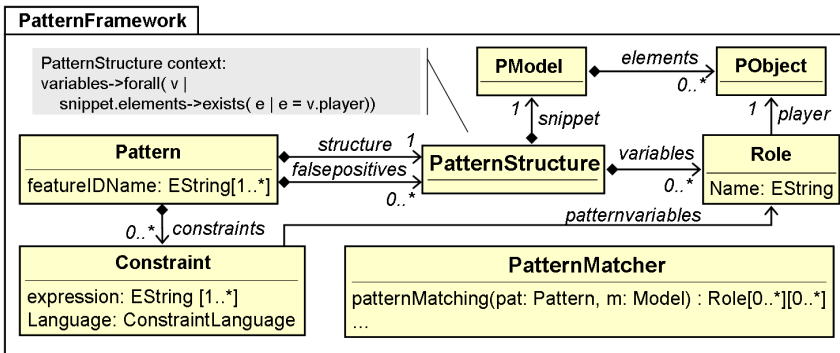 PatternFramework
PatternStructure context:
variables->forall( v |
snippet.elements->exists( e | e = v.player))
PModel
elements
0..*
PObject
1
snippet
1
player
Pattern
featureIDName: EString[1..*]
structure
1
falsepositives
0..*
PatternStructure
variables
0..*
Role
Name: EString
0..*
constraints
patternvariables
Constraint
expression: EString [1..*]
Language: ConstraintLanguage
PatternMatcher
patternMatching(pat: Pattern, m: Model) : Role[0..*][0..*]
...